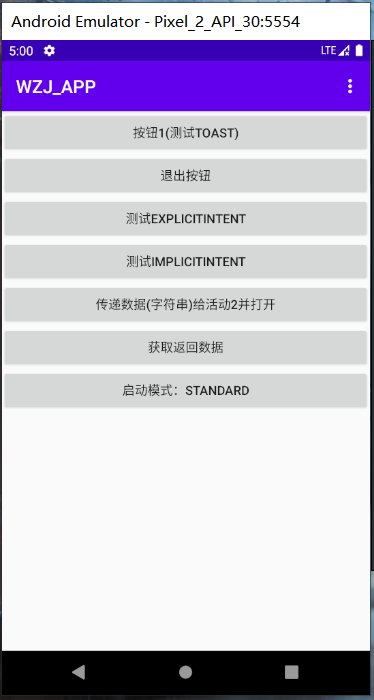 Android Emulator - Pixel_2_API_30:5554
5:00 LTE
WZJ_APP
按钮1(测试TOAST)
退出按钮
测试EXPLICITINTENT
测试IMPLICITINTENT
传递数据(字符串)给活动2并打开
获取返回数据
启动模式：STANDARD